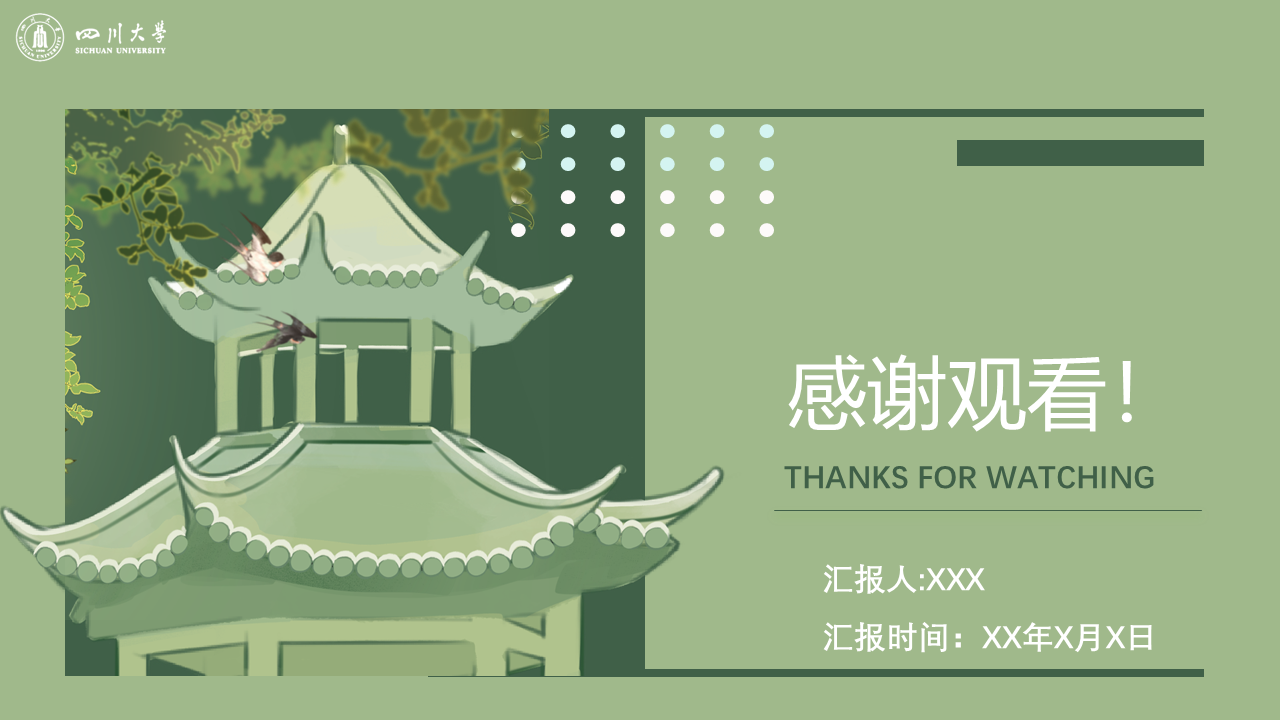 四川大學
SICHUAN UNIVERSITY
感谢观看！
THANKS FOR WATCHING
汇报人:XXX
汇报时间：XX年X月X日